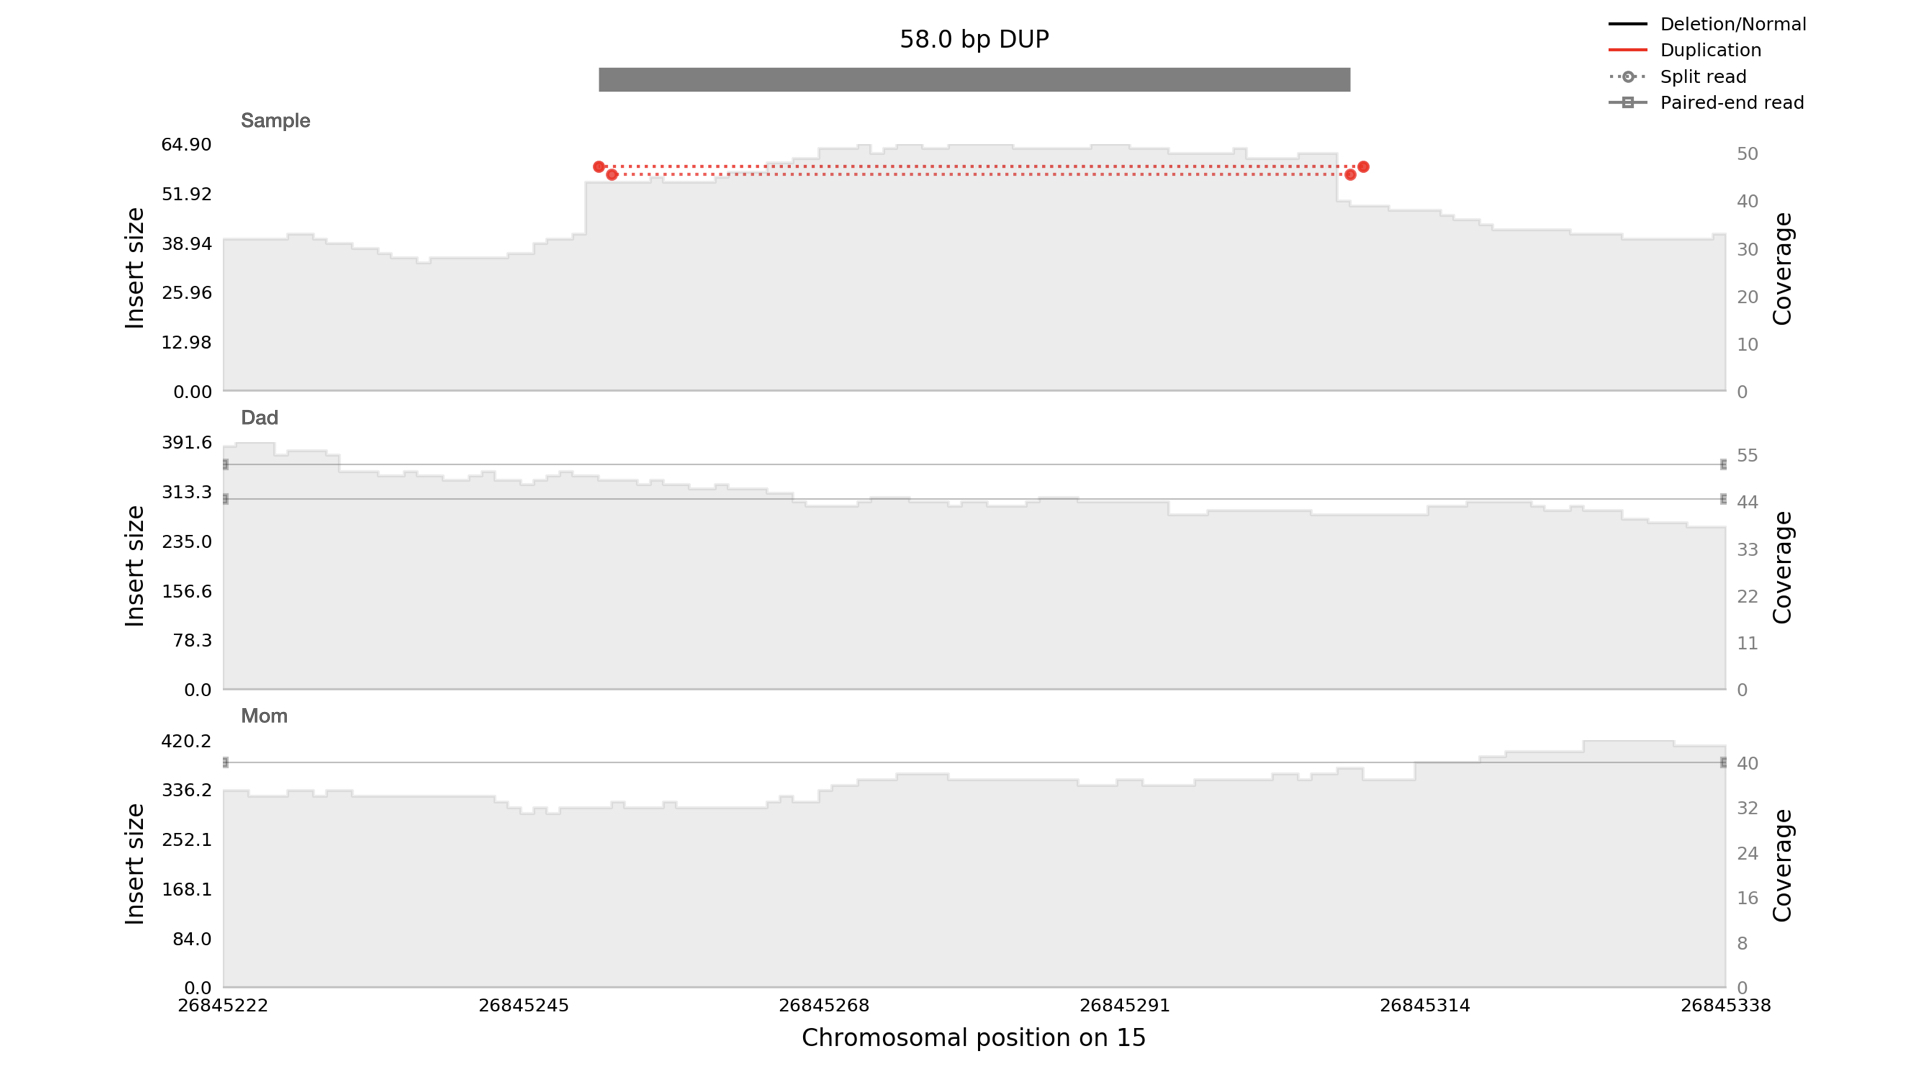 58.0 bp DUP
Deletion/Normal
Duplication
Split read
Paired-end read
Sample
64.90
51.92
38.94
25.96
12.98
0.00
Insert size
50
40
30
20
10
0
Coverage
Dad
391.6
313.3
235.0
156.6
78.3
0.0
Insert size
55
44
33
22
11
0
Coverage
Mom
420.2
336.2
252.1
168.1
84.0
0.0
Insert size
40
32
24
16
8
0
Coverage
26845222 26845245 26845268 26845291 26845314 26845338
Chromosomal position on 15